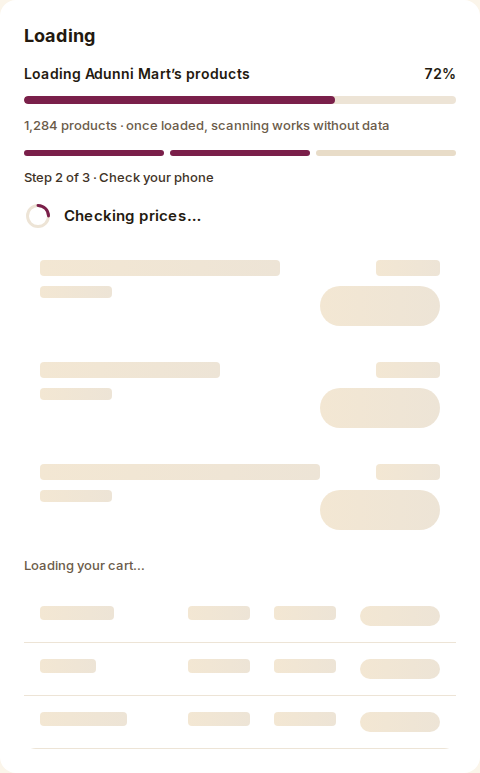 Loading
Loading Adunni Mart’s products 72%
1,284 products · once loaded, scanning works without data
Step 2 of 3 · Check your phone
Checking prices…
Loading your cart…